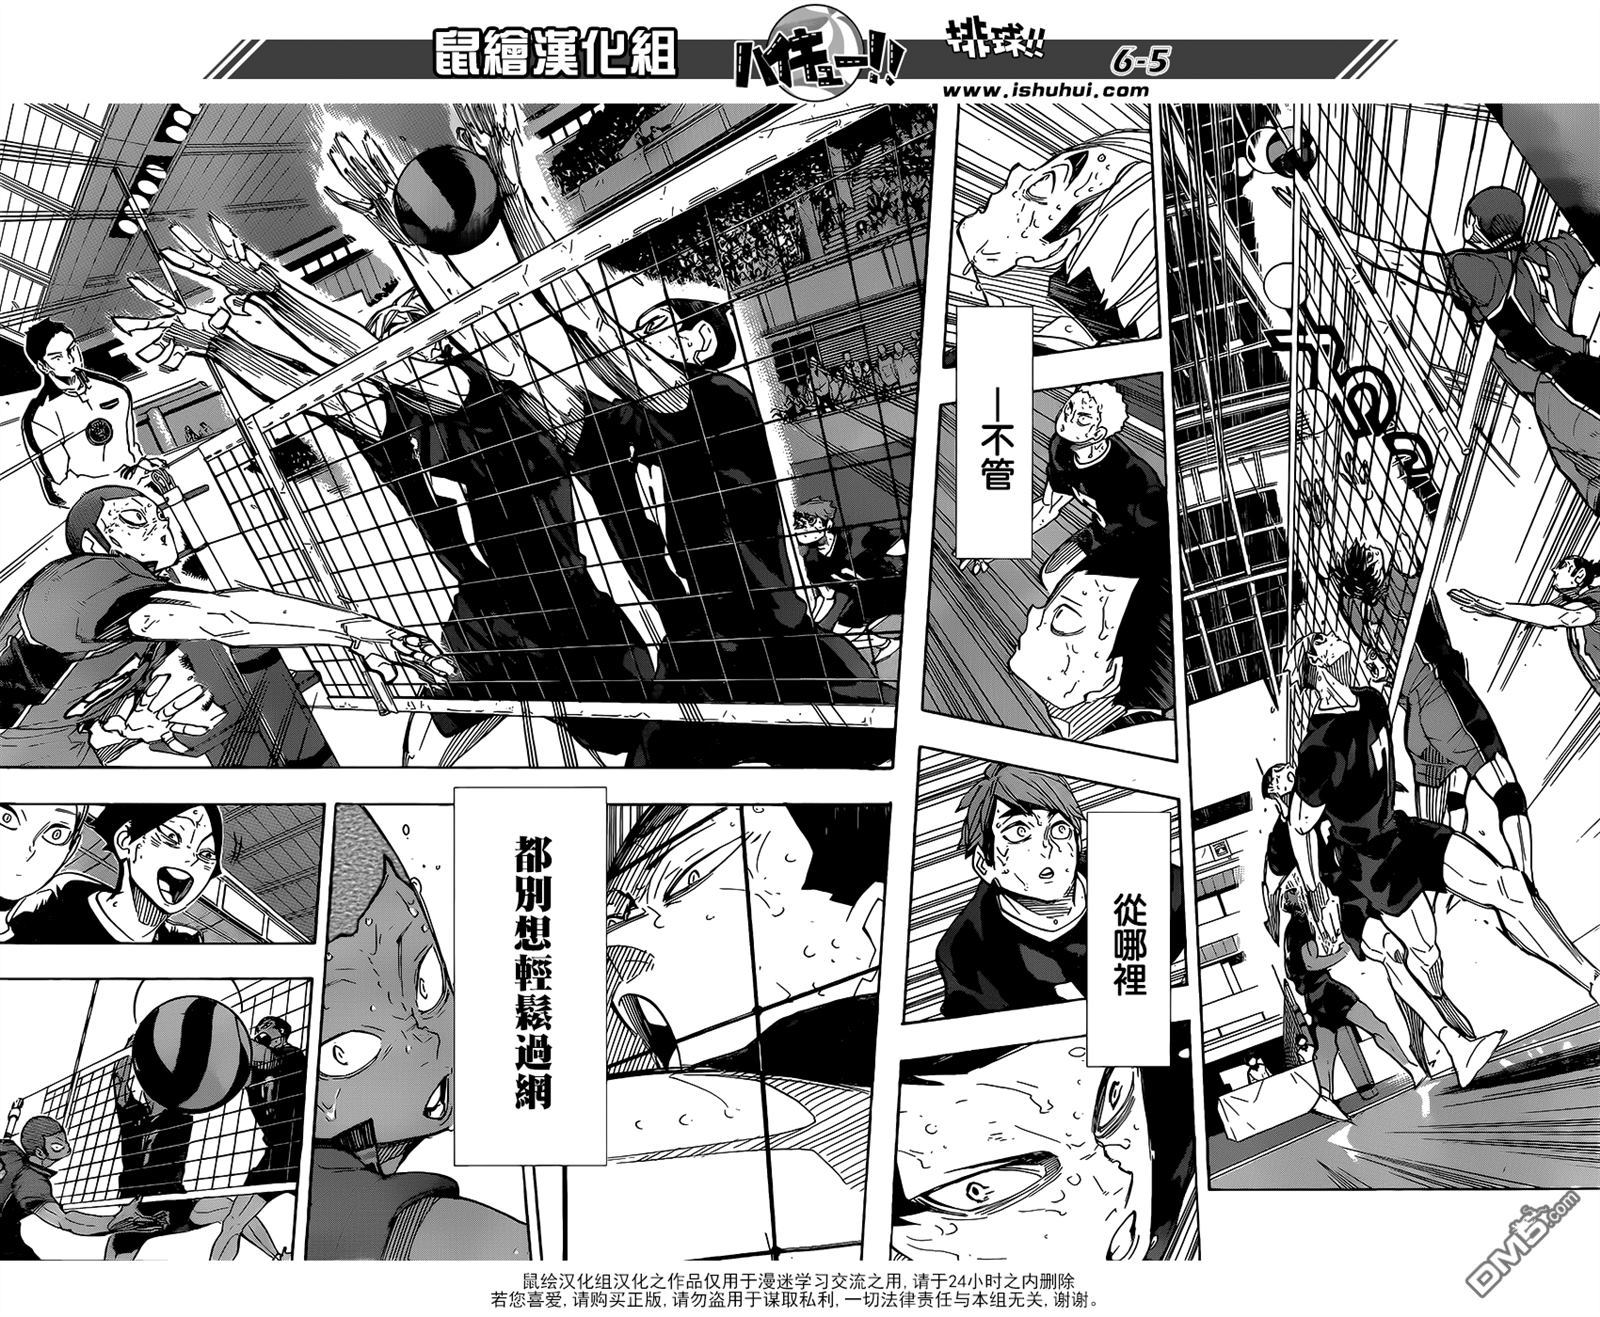 鼠繪漢化組
ハイキュー!!
排球!!
6-5
www.ishuhui.com
一不管
從哪裡
都別想輕鬆過網
鼠绘汉化组汉化之作品仅用于漫迷学习交流之用,请于24小时之内删除
若您喜爱,请购买正版,请勿盗用于谋取私利,一切法律责任与本组无关,谢谢。
DM5.com